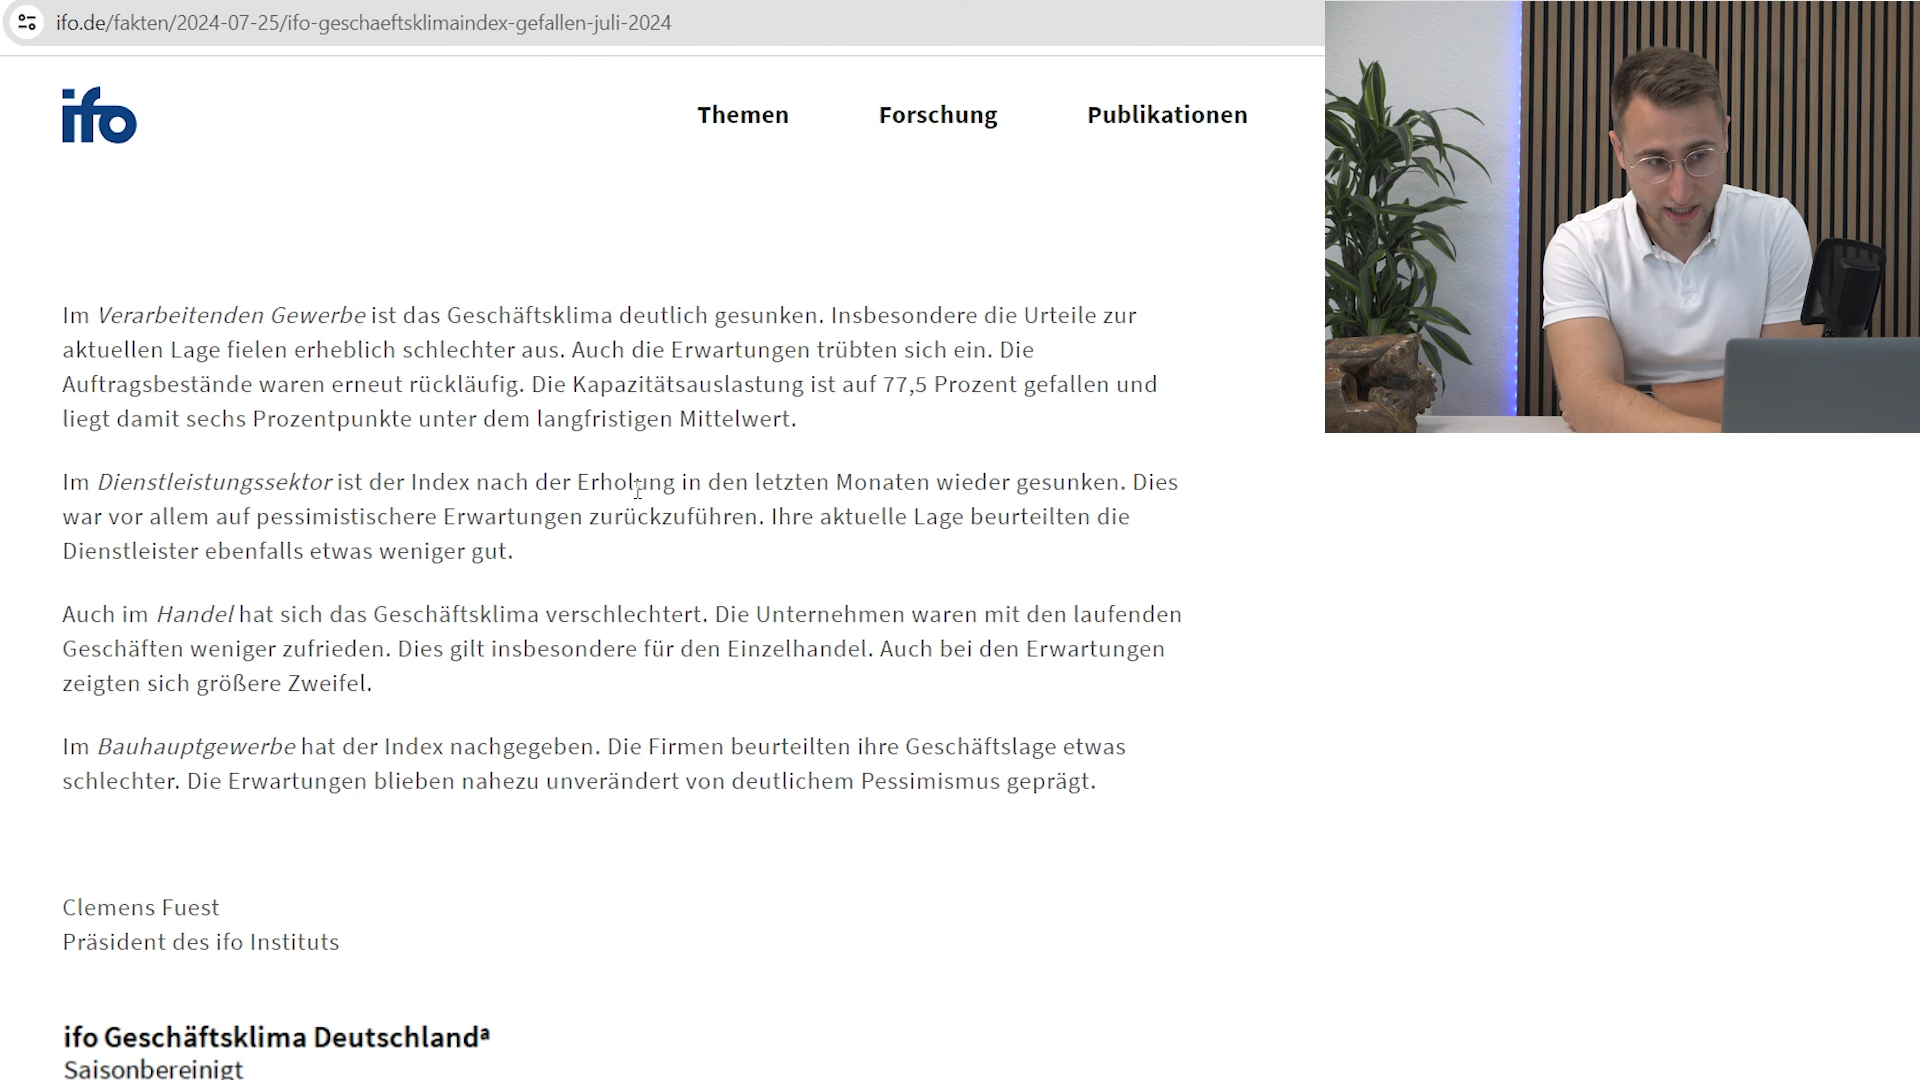 ifo.de/fakten/2024-07-25/ifo-geschaeftsklimaindex-gefallen-juli-2024
ifo
Themen
Forschung
Publikationen
Im Verarbeitenden Gewerbe ist das Geschäftsklima deutlich gesunken. Insbesondere die Urteile zur
aktuellen Lage fielen erheblich schlechter aus. Auch die Erwartungen trübten sich ein. Die
Auftragsbestände waren erneut rückläufig. Die Kapazitätsauslastung ist auf 77,5 Prozent gefallen und
liegt damit sechs Prozentpunkte unter dem langfristigen Mittelwert.
Im Dienstleistungssektor ist der Index nach der Erholung in den letzten Monaten wieder gesunken. Dies
war vor allem auf pessimistischere Erwartungen zurückzuführen. Ihre aktuelle Lage beurteilten die
Dienstleister ebenfalls etwas weniger gut.
Auch im Handel hat sich das Geschäftsklima verschlechtert. Die Unternehmen waren mit den laufenden
Geschäften weniger zufrieden. Dies gilt insbesondere für den Einzelhandel. Auch bei den Erwartungen
zeigten sich größere Zweifel.
Im Bauhauptgewerbe hat der Index nachgegeben. Die Firmen beurteilten ihre Geschäftslage etwas
schlechter. Die Erwartungen blieben nahezu unverändert von deutlichem Pessimismus geprägt.
Clemens Fuest
Präsident des ifo Instituts
ifo Geschäftsklima Deutschlandᵃ
Saisonbereinigt